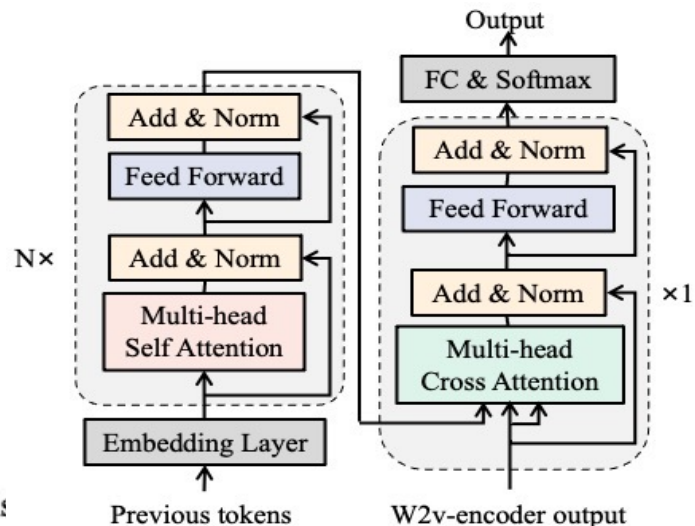 Output
FC & Softmax
Add & Norm
Feed Forward
Add & Norm
Multi-head
Cross Attention
×1
W2v-encoder output
Add & Norm
Feed Forward
N×
Add & Norm
Multi-head
Self Attention
Embedding Layer
Previous tokens